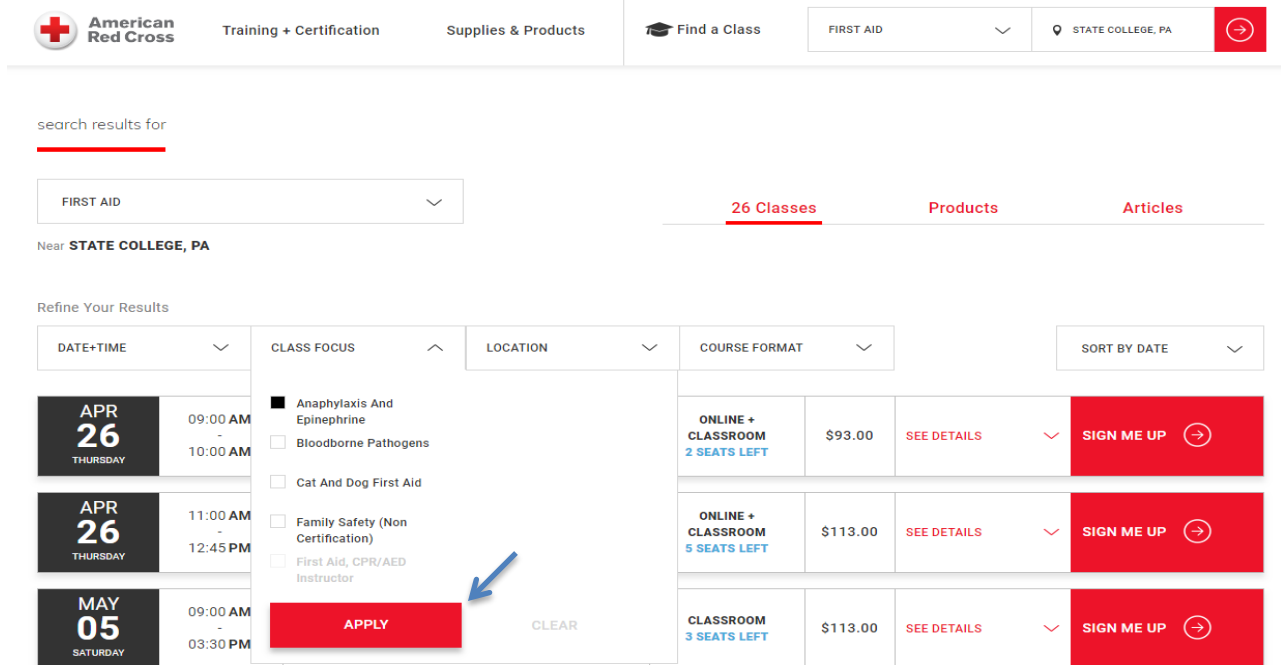 American
Red Cross
Training + Certification
Supplies & Products
Find a Class
FIRST AID
STATE COLLEGE, PA
search results for
FIRST AID
26 Classes
Products
Articles
Near STATE COLLEGE, PA
Refine Your Results
DATE+TIME
CLASS FOCUS
LOCATION
COURSE FORMAT
SORT BY DATE
Anaphylaxis And
Epinephrine
Bloodborne Pathogens
Cat And Dog First Aid
Family Safety (Non
Certification)
First Aid, CPR/AED
Instructor
APPLY
CLEAR
APR
26
THURSDAY
09:00 AM
-
10:00 AM
ONLINE +
CLASSROOM
2 SEATS LEFT
$93.00
SEE DETAILS
SIGN ME UP
APR
26
THURSDAY
11:00 AM
-
12:45 PM
ONLINE +
CLASSROOM
5 SEATS LEFT
$113.00
SEE DETAILS
SIGN ME UP
MAY
05
SATURDAY
09:00 AM
-
03:30 PM
CLASSROOM
3 SEATS LEFT
$113.00
SEE DETAILS
SIGN ME UP